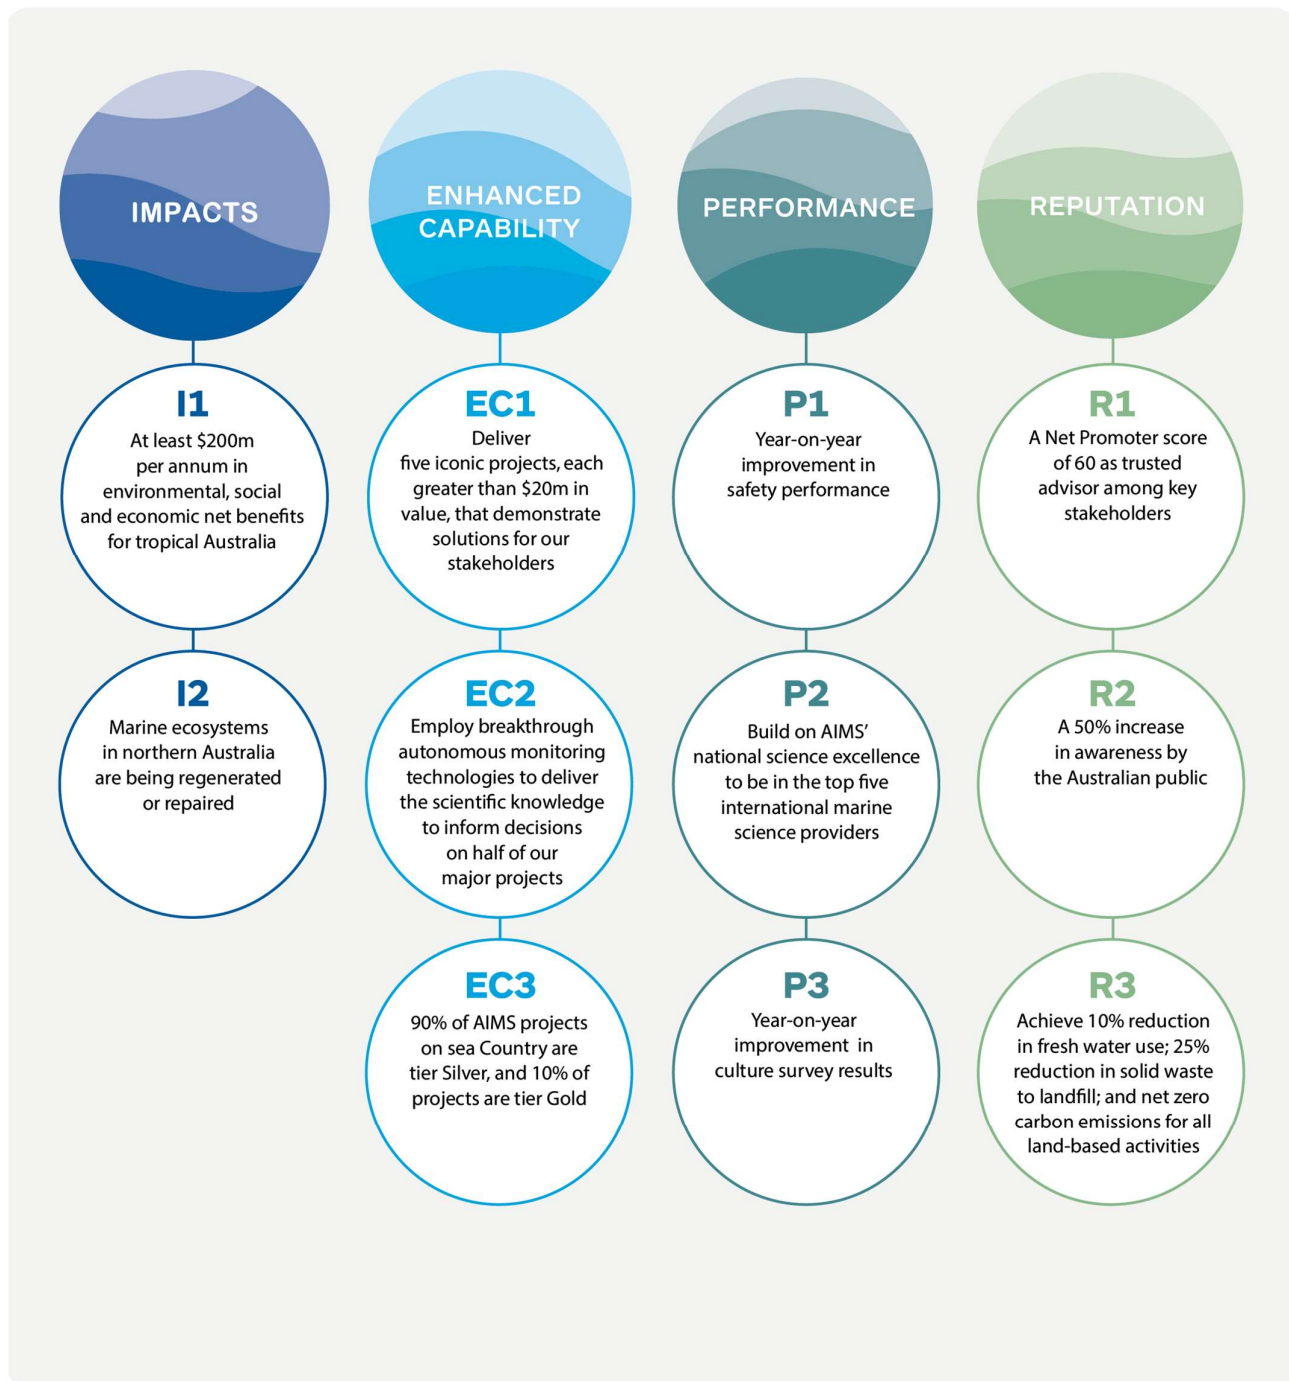 IMPACTS
I1
At least $200m
per annum in
environmental, social
and economic net benefits
for tropical Australia
I2
Marine ecosystems
in northern Australia
are being regenerated
or repaired
ENHANCED
CAPABILITY
EC1
Deliver
five iconic projects, each
greater than $20m in
value, that demonstrate
solutions for our
stakeholders
EC2
Employ breakthrough
autonomous monitoring
technologies to deliver
the scientific knowledge
to inform decisions
on half of our
major projects
EC3
90% of AIMS projects
on sea Country are
tier Silver, and 10% of
projects are tier Gold
PERFORMANCE
P1
Year-on-year
improvement in
safety performance
P2
Build on AIMS’
national science excellence
to be in the top five
international marine
science providers
P3
Year-on-year
improvement in
culture survey results
REPUTATION
R1
A Net Promoter score
of 60 as trusted
advisor among key
stakeholders
R2
A 50% increase
in awareness by
the Australian public
R3
Achieve 10% reduction
in fresh water use; 25%
reduction in solid waste
to landfill; and net zero
carbon emissions for all
land-based activities